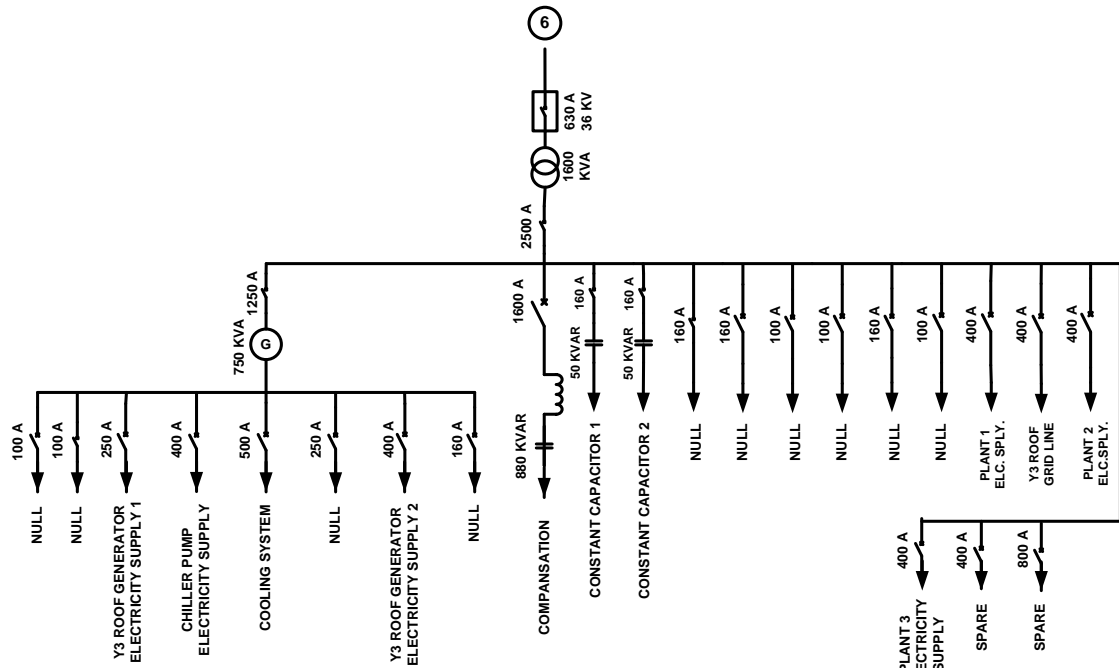 6
630 A
36 KV
1600
KVA
2500 A
1250 A
750 KVA
G
100 A
NULL
100 A
NULL
250 A
Y3 ROOF GENERATOR
ELECTRICITY SUPPLY 1
400 A
CHILLER PUMP
ELECTRICITY SUPPLY
500 A
COOLING SYSTEM
250 A
NULL
400 A
Y3 ROOF GENERATOR
ELECTRICITY SUPPLY 2
160 A
NULL
1600 A
880 KVAR
COMPANSATION
160 A
50 KVAR
CONSTANT CAPACITOR 1
160 A
50 KVAR
CONSTANT CAPACITOR 2
160 A
NULL
160 A
NULL
100 A
NULL
100 A
NULL
160 A
NULL
100 A
NULL
400 A
PLANT 1
ELC. SPLY.
400 A
Y3 ROOF
GRID LINE
400 A
PLANT 2
ELC.SPLY.
400 A
PLANT 3
ECTRICITY
SUPPLY
400 A
SPARE
800 A
SPARE